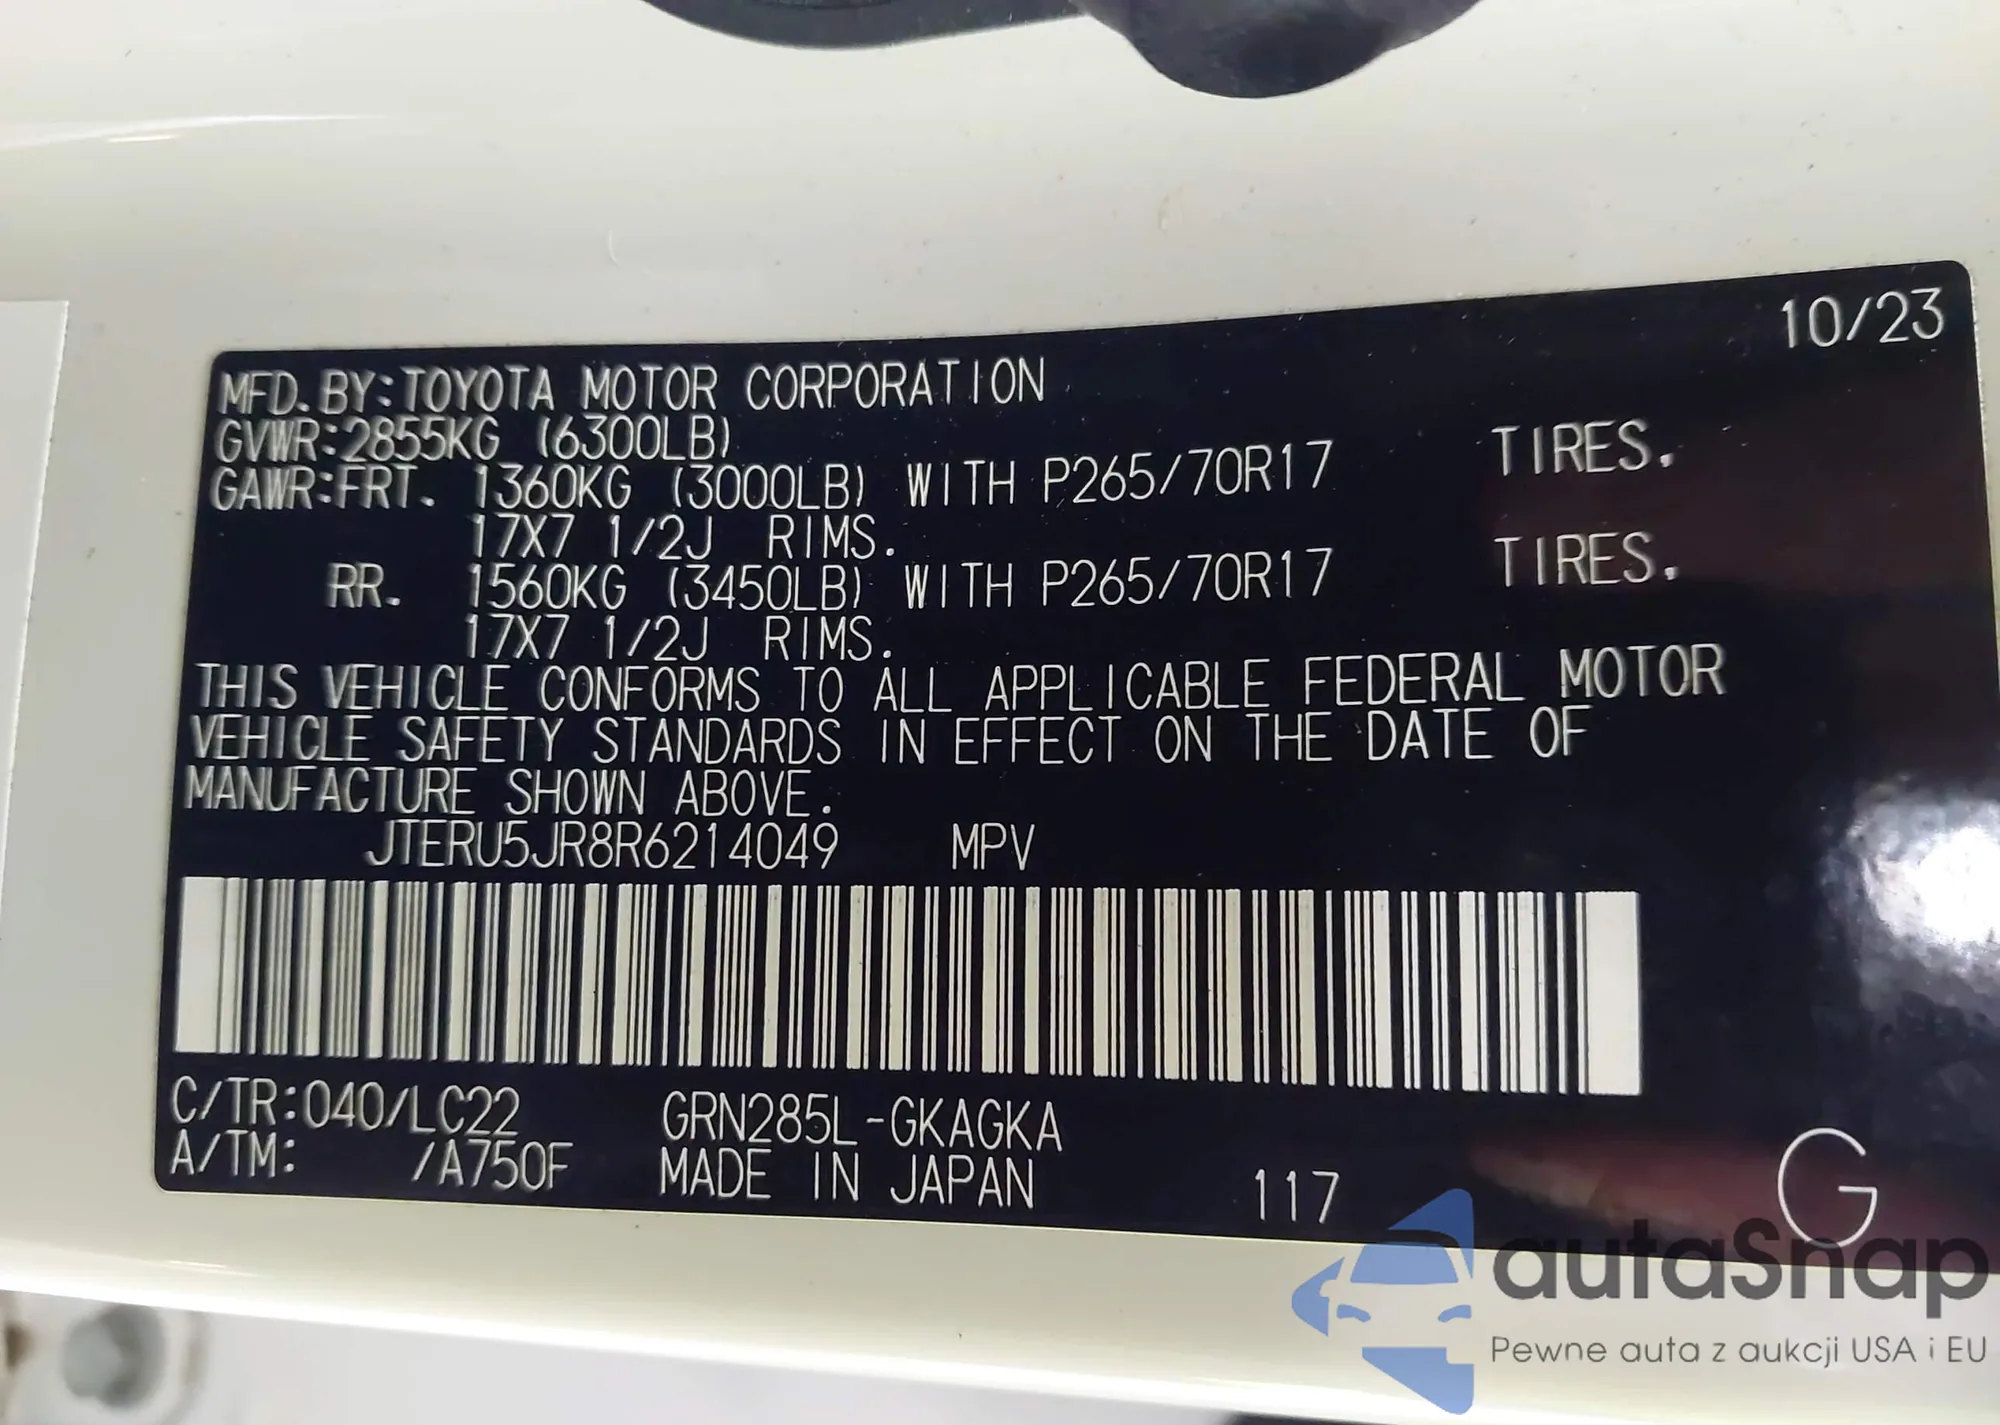 10/23
MFD. BY: TOYOTA MOTOR CORPORATION
GVWR: 2855KG (6300LB)
GAWR: FRT. 1360KG (3000LB) WITH P265/70R17 TIRES.
17X7 1/2J RIMS.
RR. 1560KG (3450LB) WITH P265/70R17 TIRES.
17X7 1/2J RIMS.
THIS VEHICLE CONFORMS TO ALL APPLICABLE FEDERAL MOTOR
VEHICLE SAFETY STANDARDS IN EFFECT ON THE DATE OF
MANUFACTURE SHOWN ABOVE.
JTERU5JR8R6214049 MPV
C/TR: 040/LC22 GRN285L-GKAGKA
A/TM: /A750F MADE IN JAPAN 117 G
autaSnap
Pewne auta z aukcji USA i EU